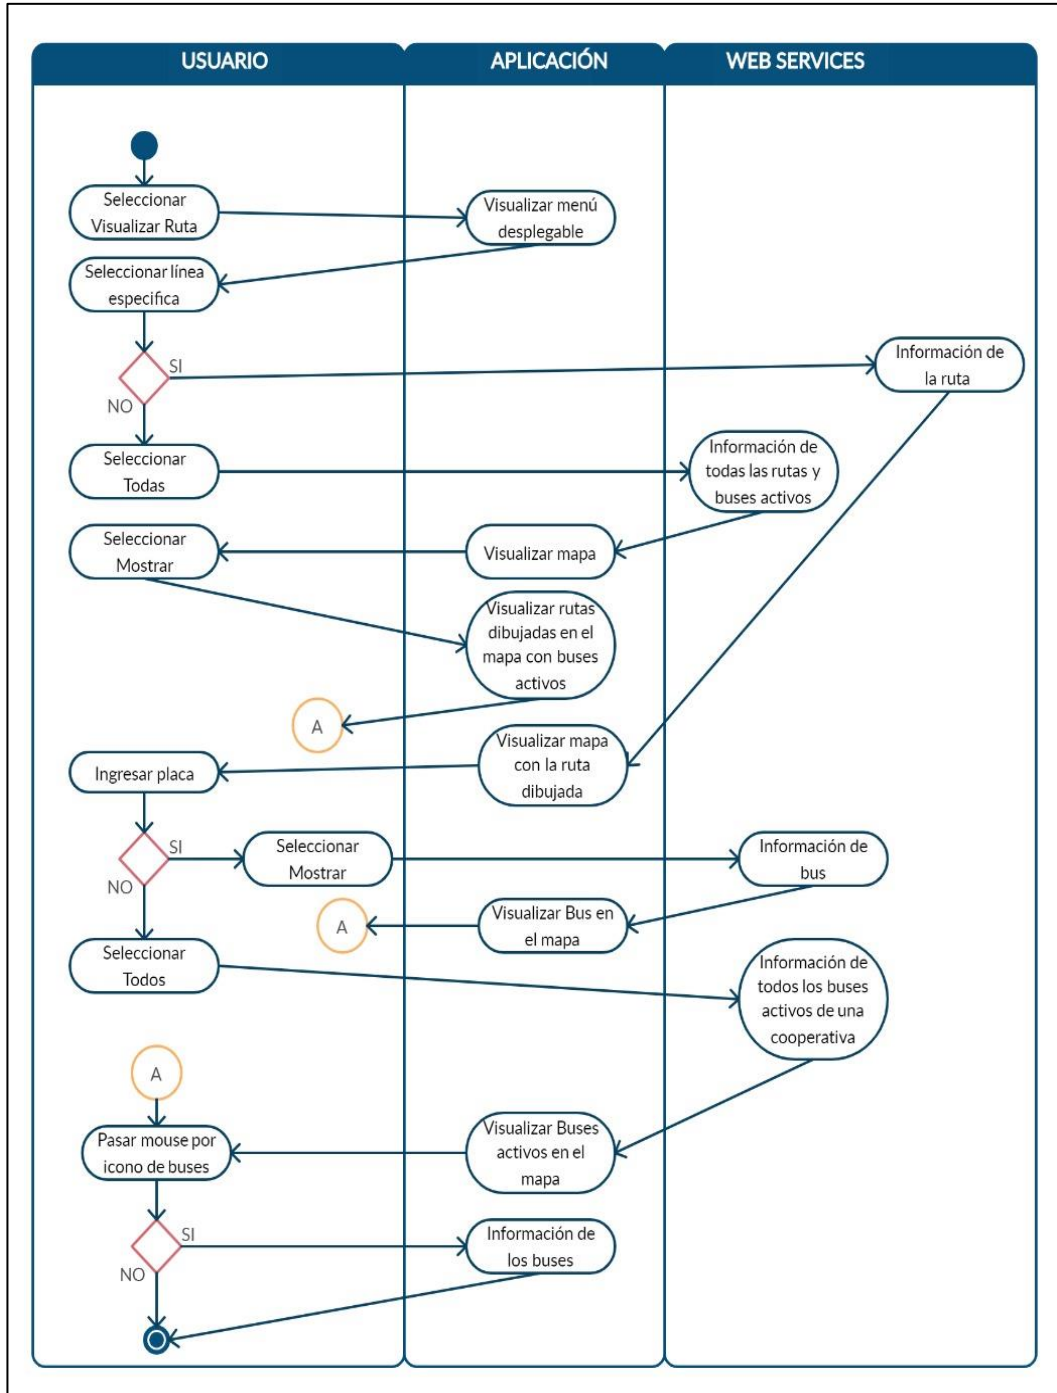 USUARIO
APLICACIÓN
WEB SERVICES
Seleccionar
Visualizar Ruta
Visualizar menú
desplegable
Seleccionar línea
especifica
SI
NO
Información de
la ruta
Seleccionar
Todas
Información de
todas las rutas y
buses activos
Seleccionar
Mostrar
Visualizar mapa
Visualizar rutas
dibujadas en el
mapa con buses
activos
A
Visualizar mapa
con la ruta
dibujada
Ingresar placa
SI
NO
Seleccionar
Mostrar
Información de
bus
A
Visualizar Bus en
el mapa
Seleccionar
Todos
Información de
todos los buses
activos de una
cooperativa
A
Pasar mouse por
icono de buses
Visualizar Buses
activos en el
mapa
SI
NO
Información de
los buses